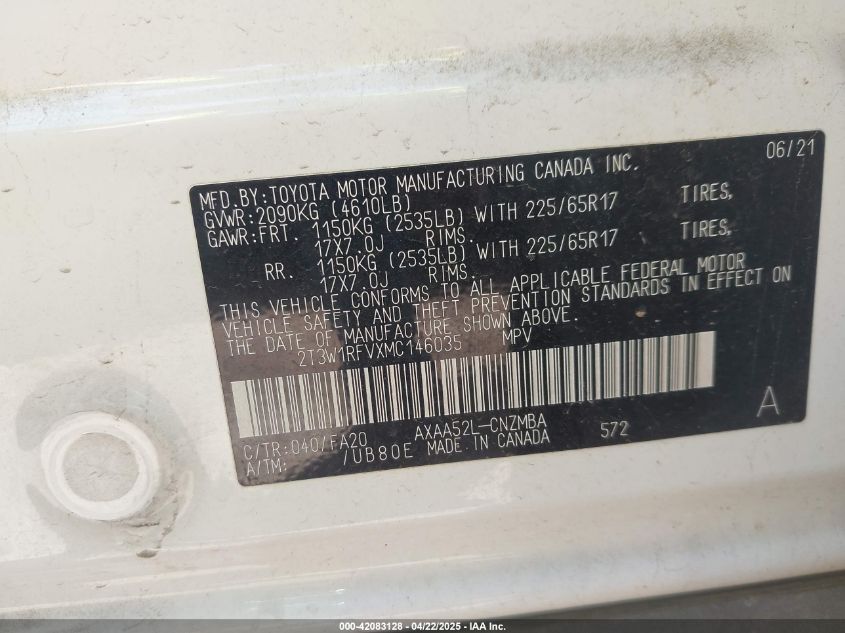 06/21
MFD.BY:TOYOTA MOTOR MANUFACTURING CANADA INC.
GVWR:2090KG (4610LB)
GAWR:FRT. 1150KG (2535LB) WITH 225/65R17 TIRES,
17X7.0J RIMS.
RR. 1150KG (2535LB) WITH 225/65R17 TIRES,
17X7.0J RIMS.
THIS VEHICLE CONFORMS TO ALL APPLICABLE FEDERAL MOTOR
VEHICLE SAFETY AND THEFT PREVENTION STANDARDS IN EFFECT ON
THE DATE OF MANUFACTURE SHOWN ABOVE.
2T3W1RFVXMC146035 MPV
C/TR:040/FA20 AXAA52L-CNZMBA 572 A
A/TM: /UB80E MADE IN CANADA
000-42083128 - 04/22/2025 - IAA Inc.